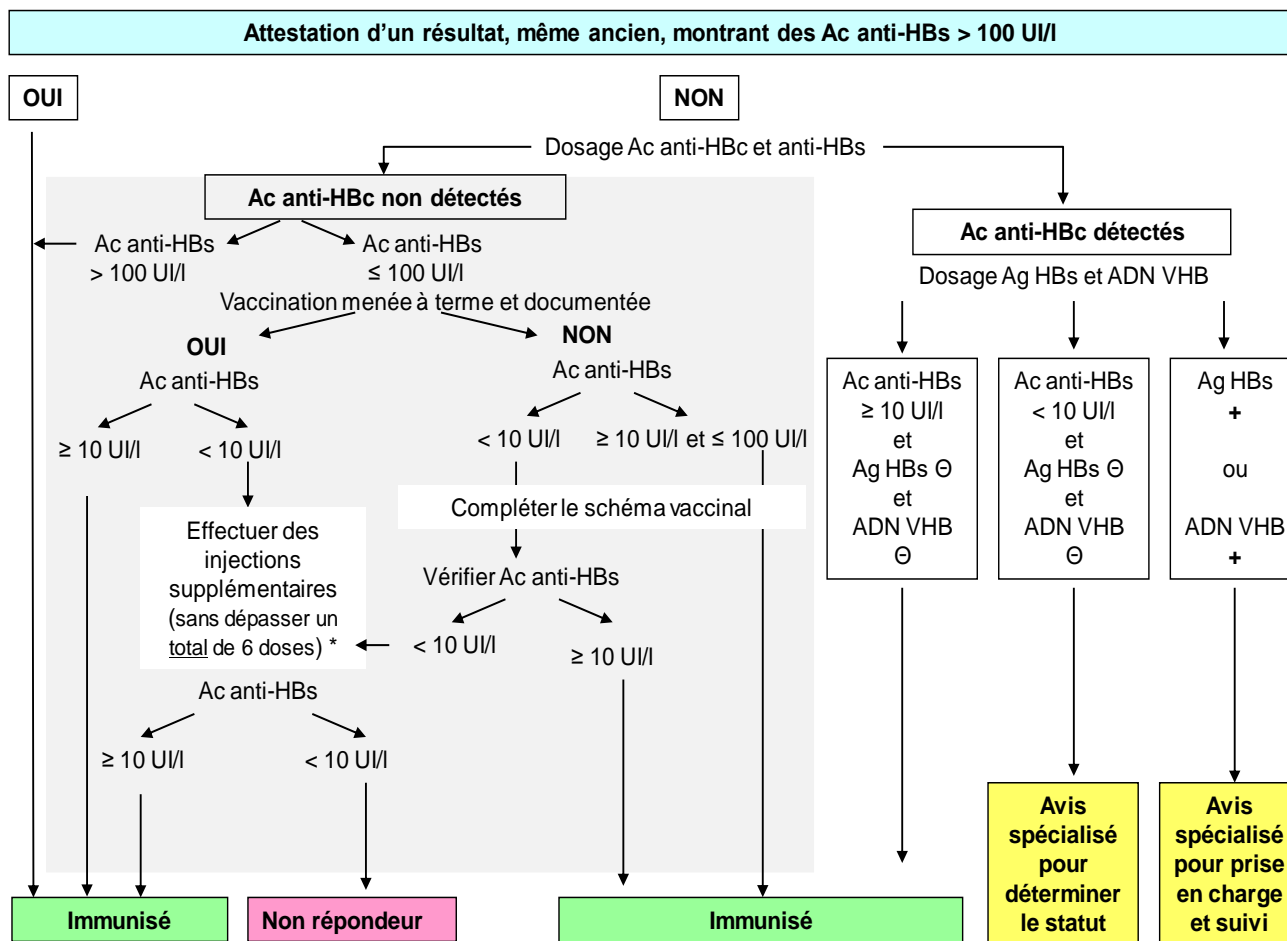 Attestation d’un résultat, même ancien, montrant des Ac anti-HBs > 100 UI/l
OUI
NON
Dosage Ac anti-HBc et anti-HBs
Ac anti-HBc non détectés
Ac anti-HBs
> 100 UI/l
Ac anti-HBs
≤ 100 UI/l
Vaccination menée à terme et documentée
OUI
Ac anti-HBs
≥ 10 UI/l
< 10 UI/l
NON
Ac anti-HBs
< 10 UI/l
≥ 10 UI/l et ≤ 100 UI/l
Effectuer des
injections
supplémentaires
(sans dépasser un
total de 6 doses) *
Compléter le schéma vaccinal
Vérifier Ac anti-HBs
< 10 UI/l
≥ 10 UI/l
Ac anti-HBs
≥ 10 UI/l
< 10 UI/l
Ac anti-HBc détectés
Dosage Ag HBs et ADN VHB
Ac anti-HBs
≥ 10 UI/l
et
Ag HBs Θ
et
ADN VHB
Θ
Ac anti-HBs
< 10 UI/l
et
Ag HBs Θ
et
ADN VHB
Θ
Ag HBs
+
ou
ADN VHB
+
Immunisé
Non répondeur
Immunisé
Avis
spécialisé
pour
déterminer
le statut
Avis
spécialisé
pour prise
en charge
et suivi